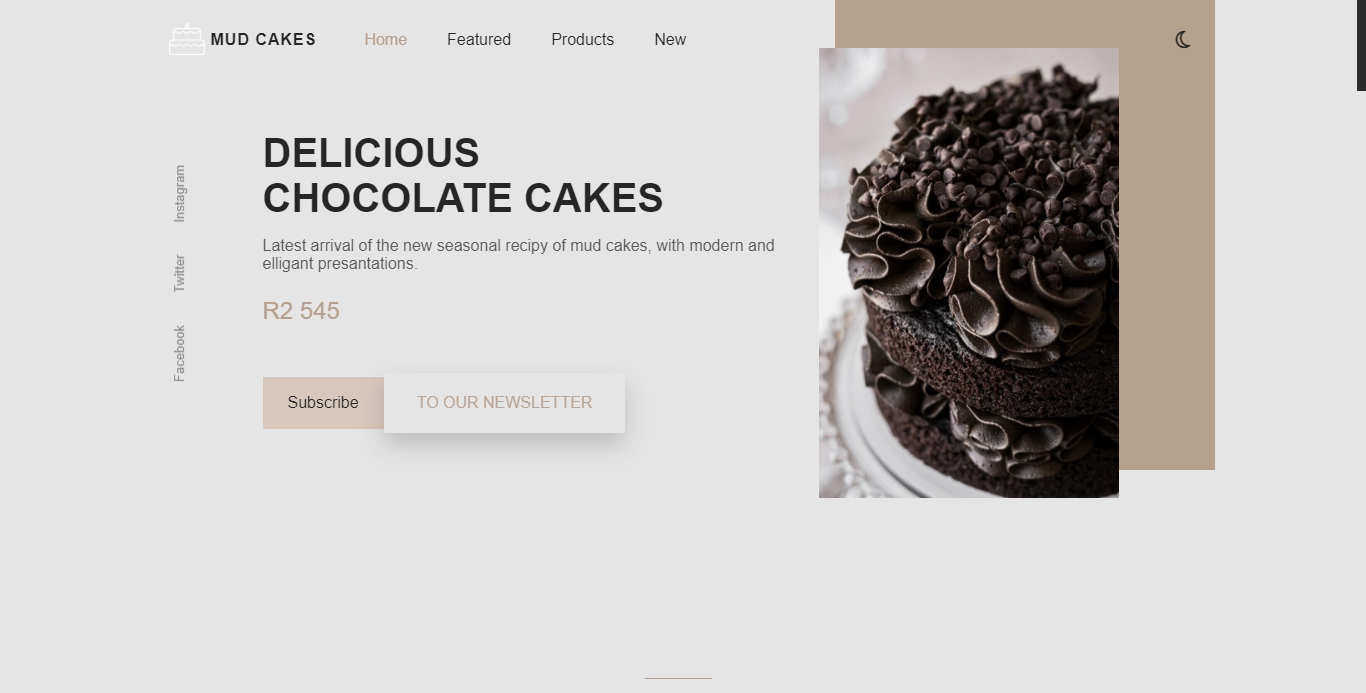 MUD CAKES
Home
Featured
Products
New
DELICIOUS
CHOCOLATE CAKES
Latest arrival of the new seasonal recipy of mud cakes, with modern and
elligant presantations.
R2 545
Subscribe
TO OUR NEWSLETTER
Instagram
Twitter
Facebook